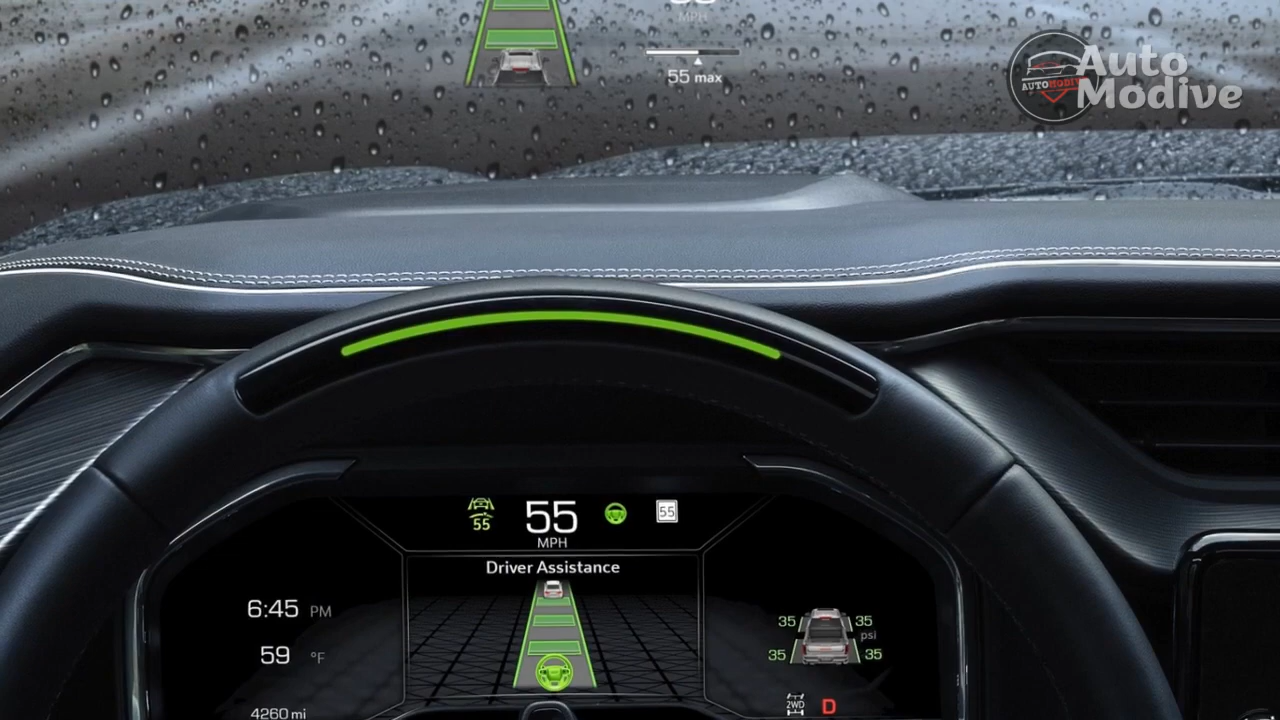 MPH
55 max
AUTOMODIVE
Auto
Modive
55
55
MPH
55
Driver Assistance
6:45 PM
59 °F
4260 mi
35 35
psi
35 35
2WD
D